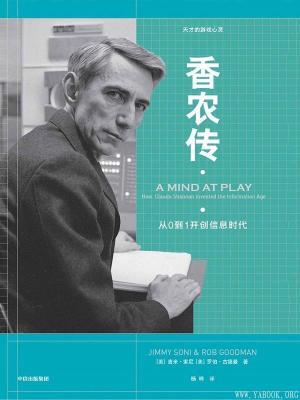 天才的游戏心灵
香农传
A MIND AT PLAY
How Claude Shannon Invented the Information Age
从0到1开创信息时代
JIMMY SONI & ROB GOODMAN
[美] 吉米·索尼 [美] 罗伯·古德曼 著
杨晔 译
中信出版集团
WWW.YABOOK.ORG